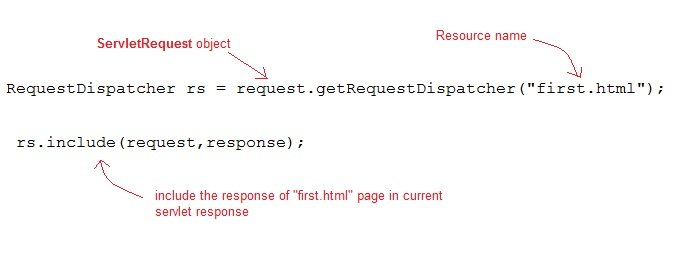 ServletRequest object
Resource name
RequestDispatcher rs = request.getRequestDispatcher("first.html");
rs.include(request,response);
include the response of "first.html" page in current
servlet response